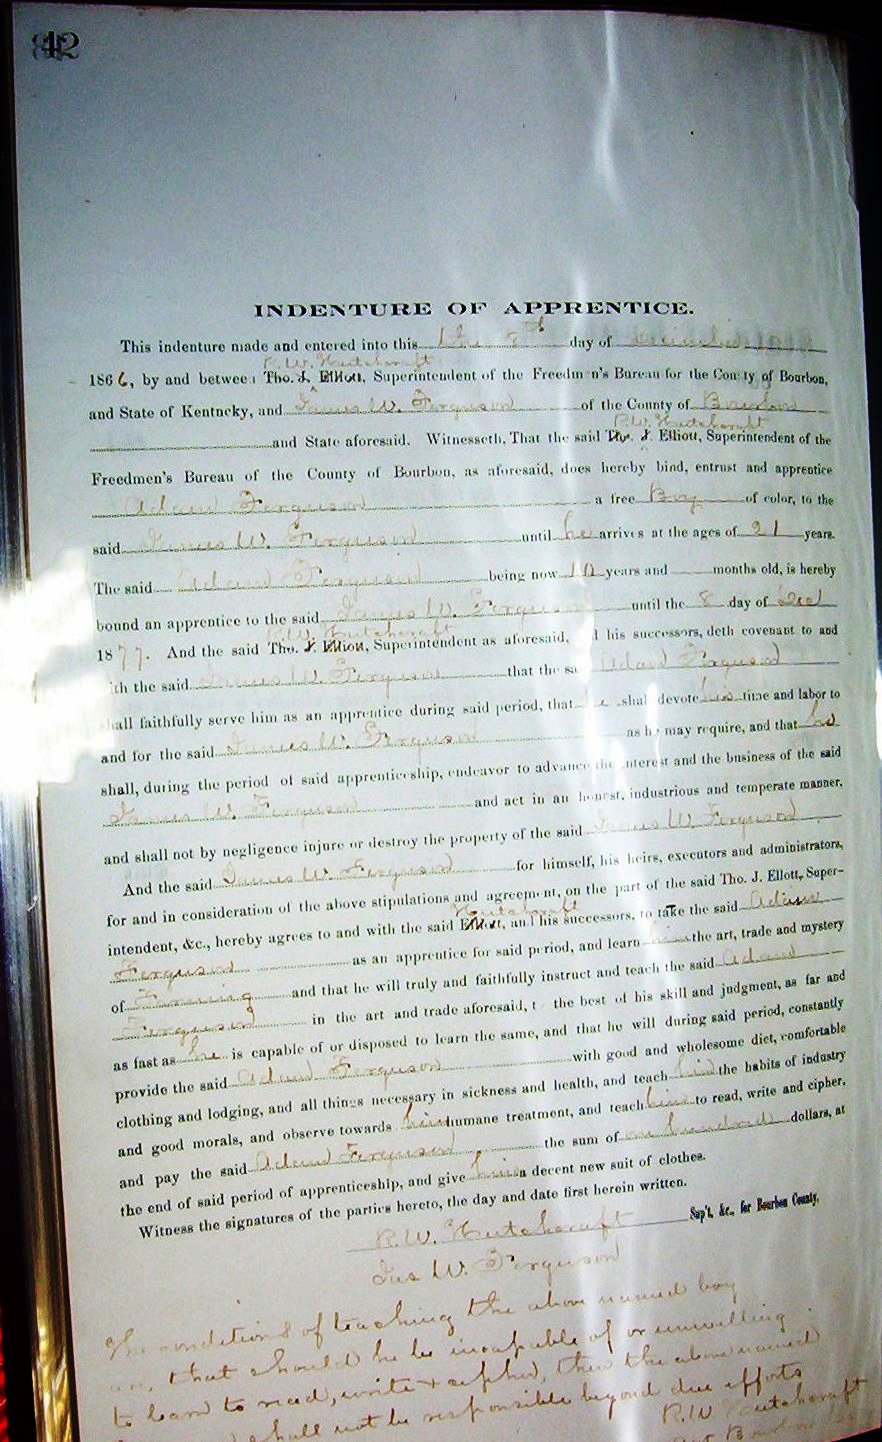 42
INDENTURE OF APPRENTICE.
This indenture made and entered into this the 8th day of
R.W. Hutchcraft
1866, by and between Tho. J. Elliott, Superintendent of the Freedmen's Bureau for the County of Bourbon,
and State of Kentucky, and James W. Ferguson of the County of Bourbon
R.W. Hutchcraft
and State aforesaid. Witnesseth, That the said Tho. J. Elliott, Superintendent of the
Freedmen's Bureau of the County of Bourbon, as aforesaid, does hereby bind, entrust and apprentice
Adam Ferguson a free Boy of color, to the
said James W. Ferguson until he arrives at the ages of 21 years.
The said Adam Ferguson being now 10 years and months old, is hereby
bound an apprentice to the said James W. Ferguson until the 8 day of Dec
R.W. Hutchcraft
1877. And the said Tho. J. Elliott, Superintendent as aforesaid, and his successors, doth covenant to and
with the said James W. Ferguson that the said Adam Ferguson
shall faithfully serve him as an apprentice during said period, that he shall devote his time and labor to
and for the said James W. Ferguson as he may require, and that he
shall, during the period of said apprenticeship, endeavor to advance the interest and the business of the said
James W. Ferguson and act in an honest, industrious and temperate manner,
and shall not by negligence injure or destroy the property of the said James W. Ferguson
And the said James W. Ferguson for himself, his heirs, executors and administrators,
for and in consideration of the above stipulations and agreement, on the part of the said Tho. J. Ellott, Super-
Hutchcraft
intendent, &c., hereby agrees to and with the said Elliott, and his successors, to take the said Adam
Ferguson as an apprentice for said period, and learn him the art, trade and mystery
of Farming and that he will truly and faithfully instruct and teach the said Adam
Ferguson in the art and trade aforesaid, to the best of his skill and judgment, as far and
as fast as he is capable of or disposed to learn the same, and that he will during said period, constantly
provide the said Adam Ferguson with good and wholesome diet, comfortable
clothing and lodging, and all things necessary in sickness and health, and teach him the habits of industry
and good morals, and observe towards him humane treatment, and teach him to read, write and cipher,
and pay the said Adam Ferguson the sum of one hundred dollars, at
the end of said period of apprenticeship, and give him a decent new suit of clothes.
Witness the signatures of the parties hereto, the day and date first herein written.
R.W. Hutchcraft Sup't, &c., for Bourbon County.
Jas W. Ferguson
The conditions of teaching the above named boy
are, that should he be incapable of or unwilling
to learn to read, write & cipher, then the above named
shall not be responsible beyond due efforts
R.W. Hutchcraft